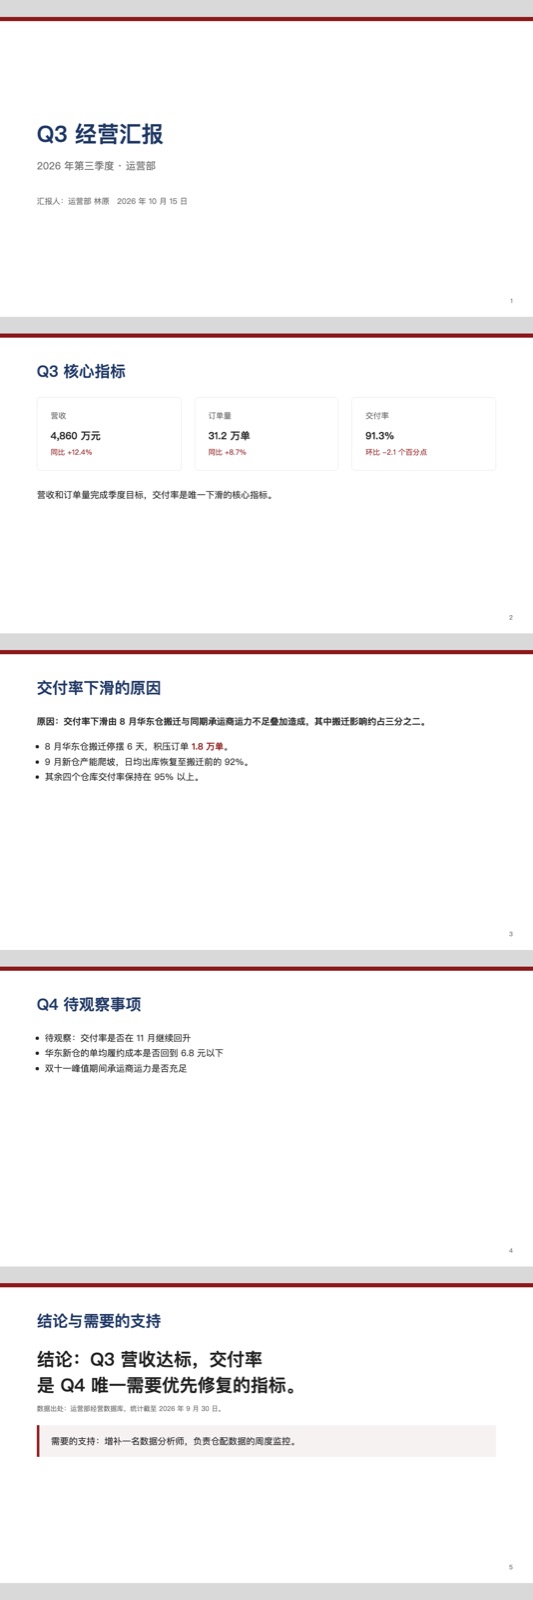 Q3 经营汇报
2026 年第三季度 · 运营部
汇报人：运营部 林原　2026 年 10 月 15 日
1
Q3 核心指标
营收
4,860 万元
同比 +12.4%
订单量
31.2 万单
同比 +8.7%
交付率
91.3%
环比 −2.1 个百分点
营收和订单量完成季度目标，交付率是唯一下滑的核心指标。
2
交付率下滑的原因
原因：交付率下滑由 8 月华东仓搬迁与同期承运商运力不足叠加造成，其中搬迁影响约占三分之二。
• 8 月华东仓搬迁停摆 6 天，积压订单 1.8 万单。
• 9 月新仓产能爬坡，日均出库恢复至搬迁前的 92%。
• 其余四个仓库交付率保持在 95% 以上。
3
Q4 待观察事项
• 待观察：交付率是否在 11 月继续回升
• 华东新仓的单均履约成本是否回到 6.8 元以下
• 双十一峰值期间承运商运力是否充足
4
结论与需要的支持
结论：Q3 营收达标，交付率
是 Q4 唯一需要优先修复的指标。
数据出处：运营部经营数据库，统计截至 2026 年 9 月 30 日。
需要的支持：增补一名数据分析师，负责仓配数据的周度监控。
5